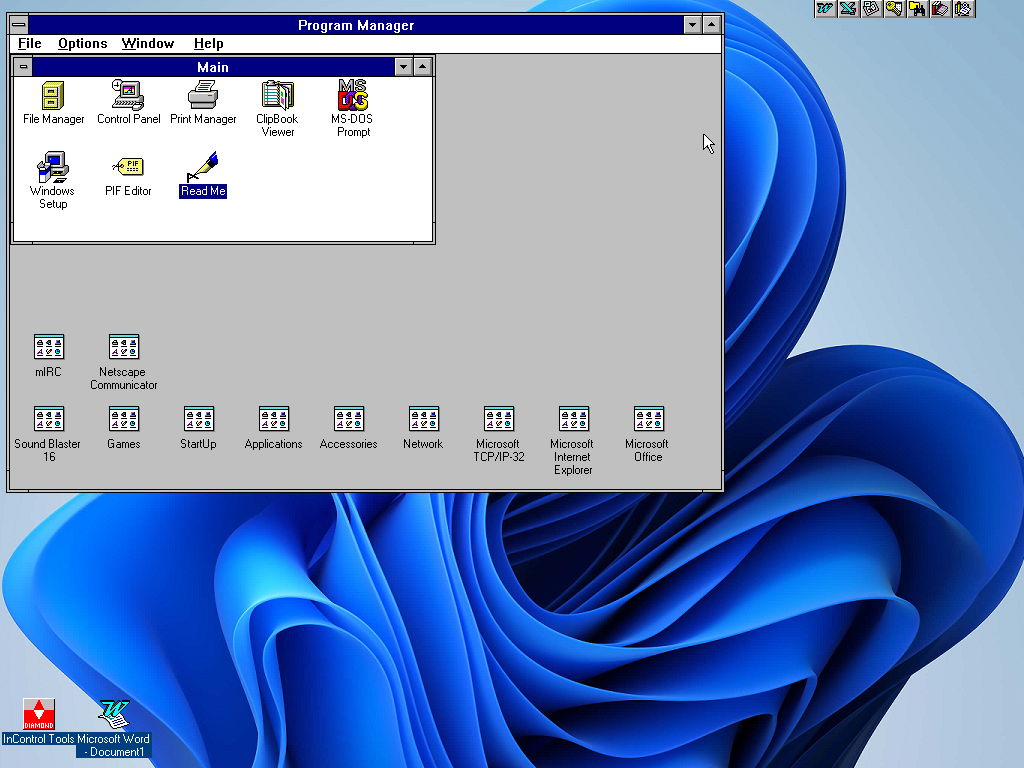 Program Manager
File Options Window Help
Main
File Manager Control Panel Print Manager ClipBook Viewer MS-DOS Prompt
Windows Setup PIF Editor Read Me
mIRC Netscape Communicator
Sound Blaster 16 Games StartUp Applications Accessories Network Microsoft TCP/IP-32 Microsoft Internet Explorer Microsoft Office
DIAMOND
InControl Tools Microsoft Word - Document1